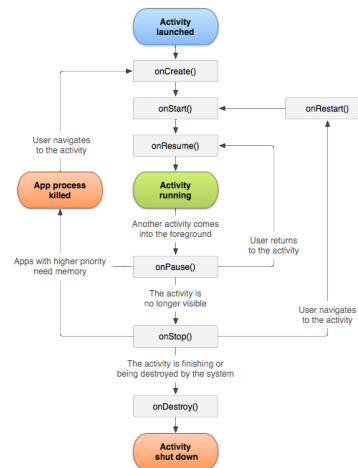 Activity
launched
onCreate()
onStart()
onRestart()
User navigates
to the activity
onResume()
App process
killed
Activity
running
Another activity comes
into the foreground
User returns
to the activity
Apps with higher priority
need memory
onPause()
The activity is
no longer visible
User navigates
to the activity
onStop()
The activity is finishing or
being destroyed by the system
onDestroy()
Activity
shut down